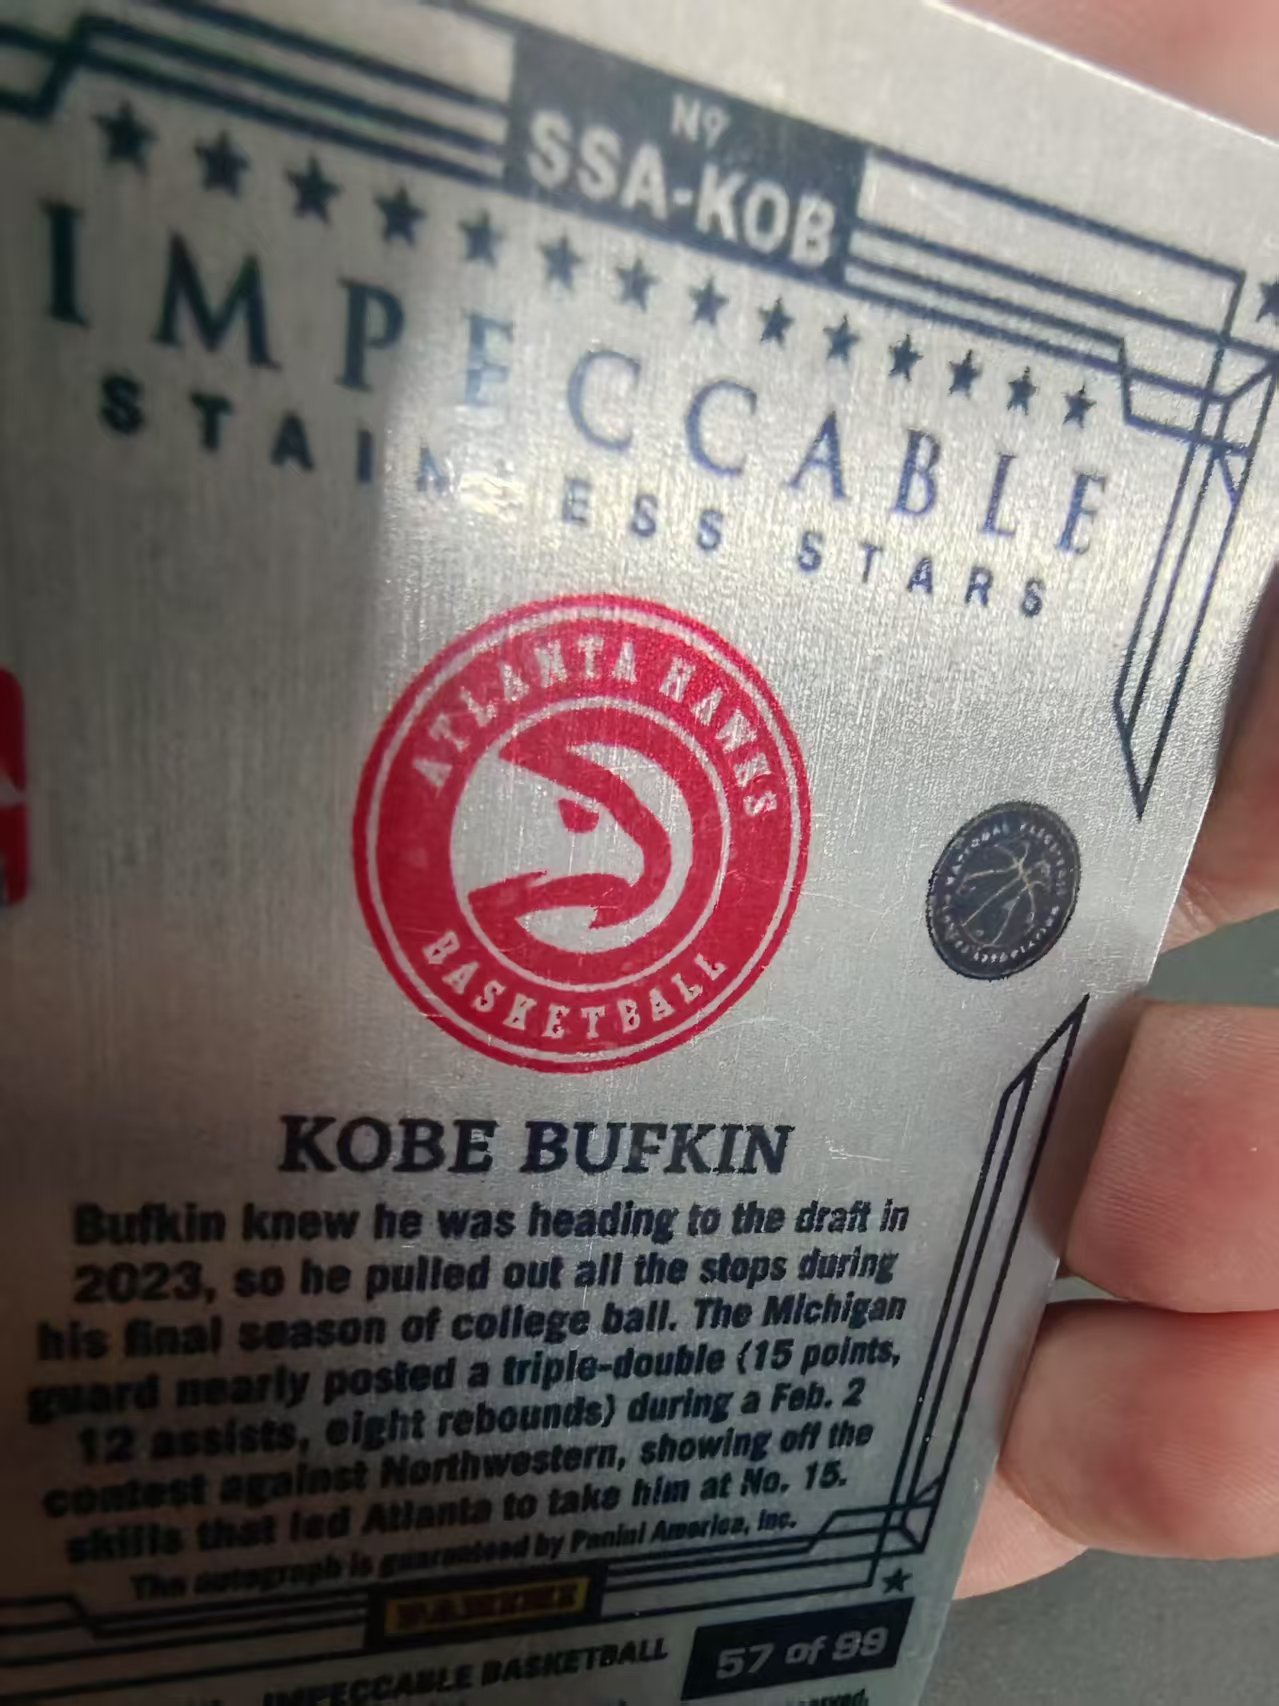 Nº
SSA-KOB
IMPECCABLE
STAINLESS STARS
ATLANTA HAWKS
BASKETBALL
KOBE BUFKIN
Bufkin knew he was heading to the draft in
2023, so he pulled out all the stops during
his final season of college ball. The Michigan
guard nearly posted a triple-double (15 points,
12 assists, eight rebounds) during a Feb. 2
contest against Northwestern, showing off the
skills that led Atlanta to take him at No. 15.
The autograph is guaranteed by Panini America, Inc.
PANINI
IMPECCABLE BASKETBALL
57 of 99